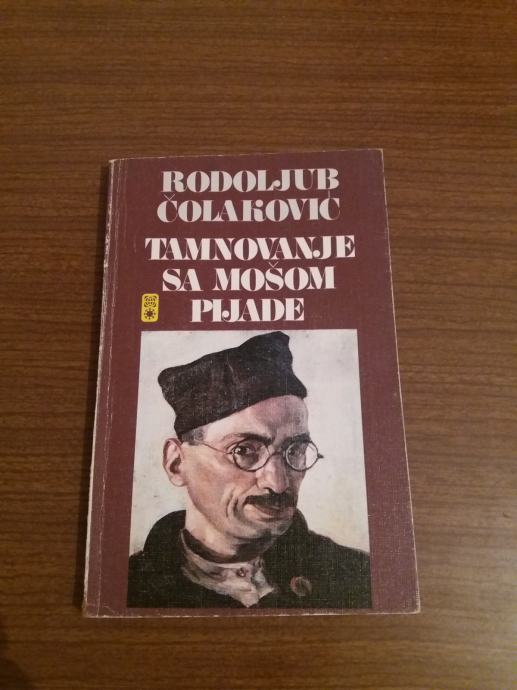 RODOLJUB
ČOLAKOVIĆ
TAMNOVANJE
SA MOŠOM
PIJADE